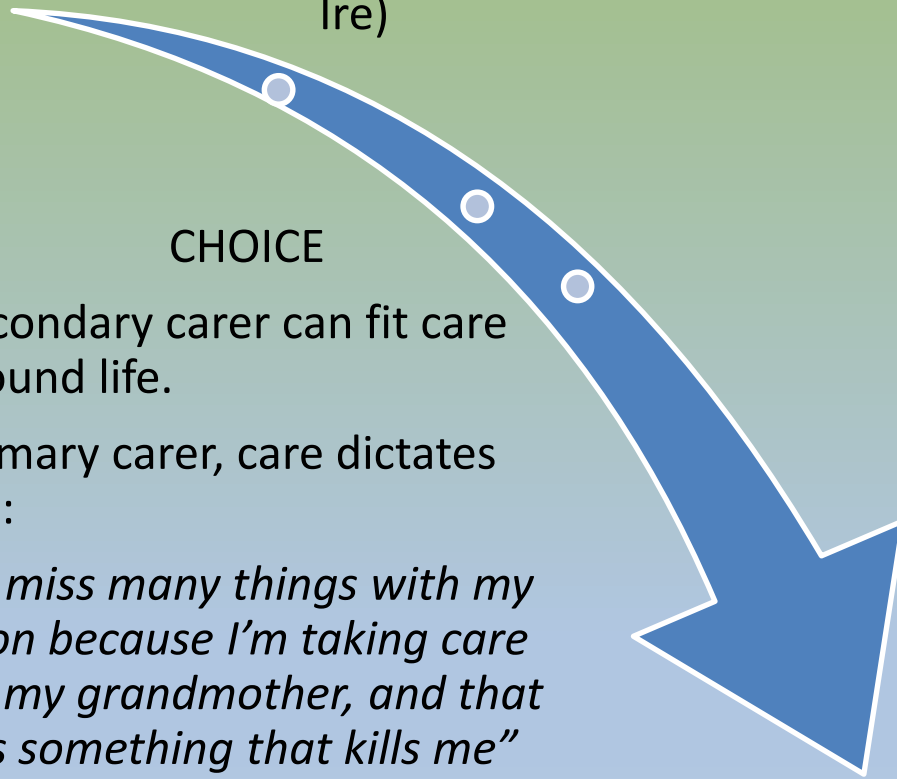 Ire)
CHOICE
condary carer can fit care
ound life.
mary carer, care dictates
:
miss many things with my
on because I’m taking care
my grandmother, and that
s something that kills me”